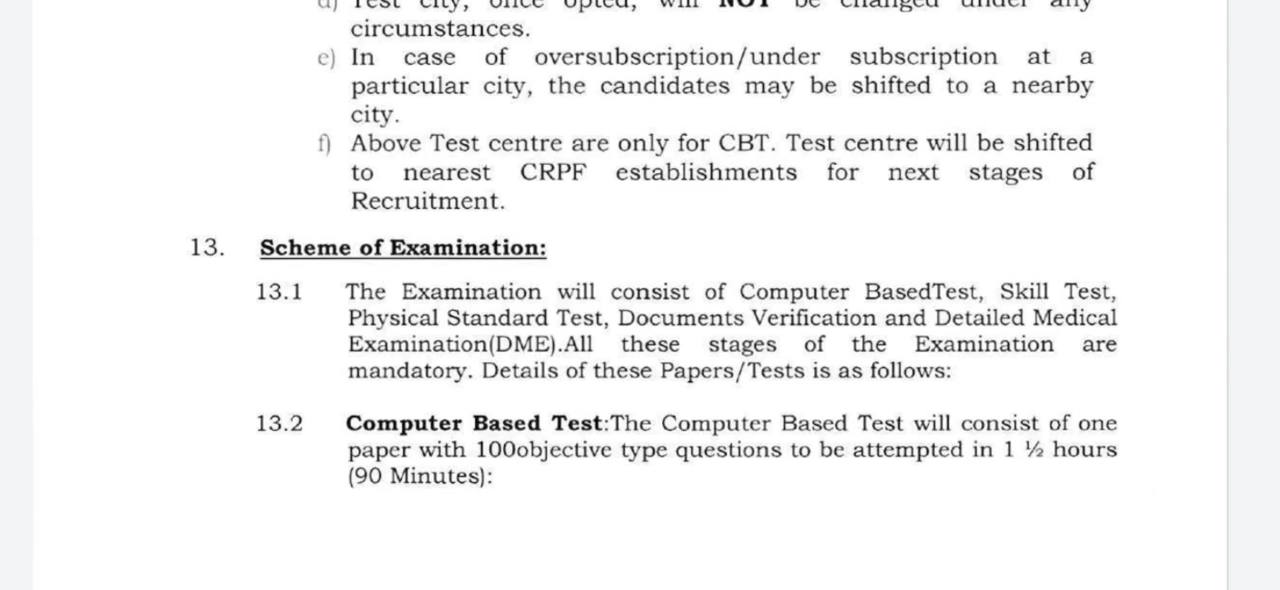 d) Test city, once opted, will NOT be changed under any
circumstances.
e) In case of oversubscription/under subscription at a
particular city, the candidates may be shifted to a nearby
city.
f) Above Test centre are only for CBT. Test centre will be shifted
to nearest CRPF establishments for next stages of
Recruitment.
13. Scheme of Examination:
13.1 The Examination will consist of Computer BasedTest, Skill Test,
Physical Standard Test, Documents Verification and Detailed Medical
Examination(DME).All these stages of the Examination are
mandatory. Details of these Papers/Tests is as follows:
13.2 Computer Based Test:The Computer Based Test will consist of one
paper with 100objective type questions to be attempted in 1 ½ hours
(90 Minutes):